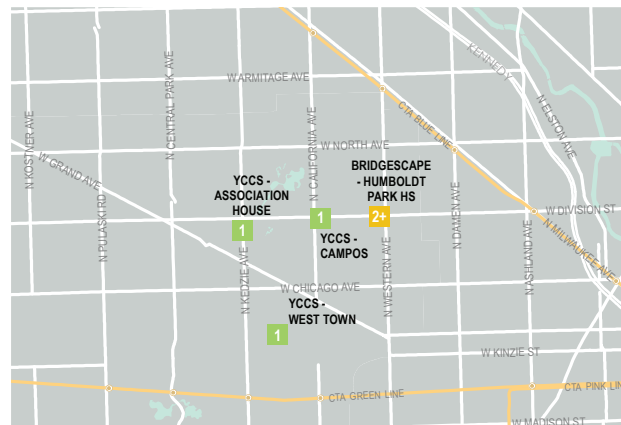 KENNEDY
W ARMITAGE AVE
N ELSTON AVE
CTA BLUE LINE
N KOSTNER AVE
N CENTRAL PARK AVE
N CALIFORNIA AVE
W NORTH AVE
W GRAND AVE
YCCS -
ASSOCIATION
HOUSE
1
1
YCCS -
CAMPOS
BRIDGESCAPE
- HUMBOLDT
PARK HS
2+
W DIVISION ST
N PULASKI RD
N KEDZIE AVE
N WESTERN AVE
N DAMEN AVE
N ASHLAND AVE
N MILWAUKEE AVE
W CHICAGO AVE
YCCS -
WEST TOWN
1
W KINZIE ST
CTA GREEN LINE
CTA PINK LIN
W MADISON ST